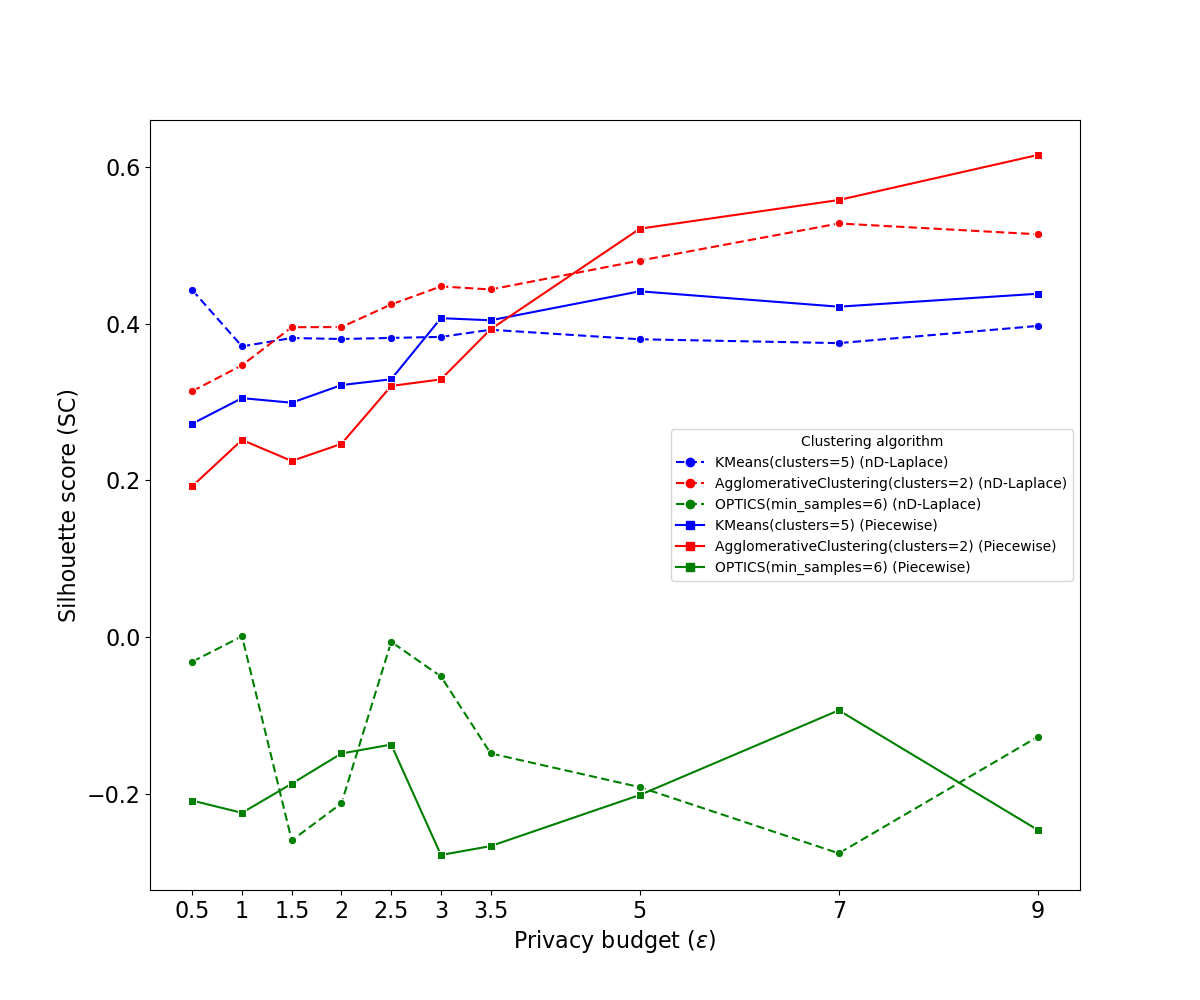 Silhouette score (SC)
0.6
0.4
0.2
0.0
−0.2
Clustering algorithm
KMeans(clusters=5) (nD-Laplace)
AgglomerativeClustering(clusters=2) (nD-Laplace)
OPTICS(min_samples=6) (nD-Laplace)
KMeans(clusters=5) (Piecewise)
AgglomerativeClustering(clusters=2) (Piecewise)
OPTICS(min_samples=6) (Piecewise)
0.5 1 1.5 2 2.5 3 3.5 5 7 9
Privacy budget (ε)